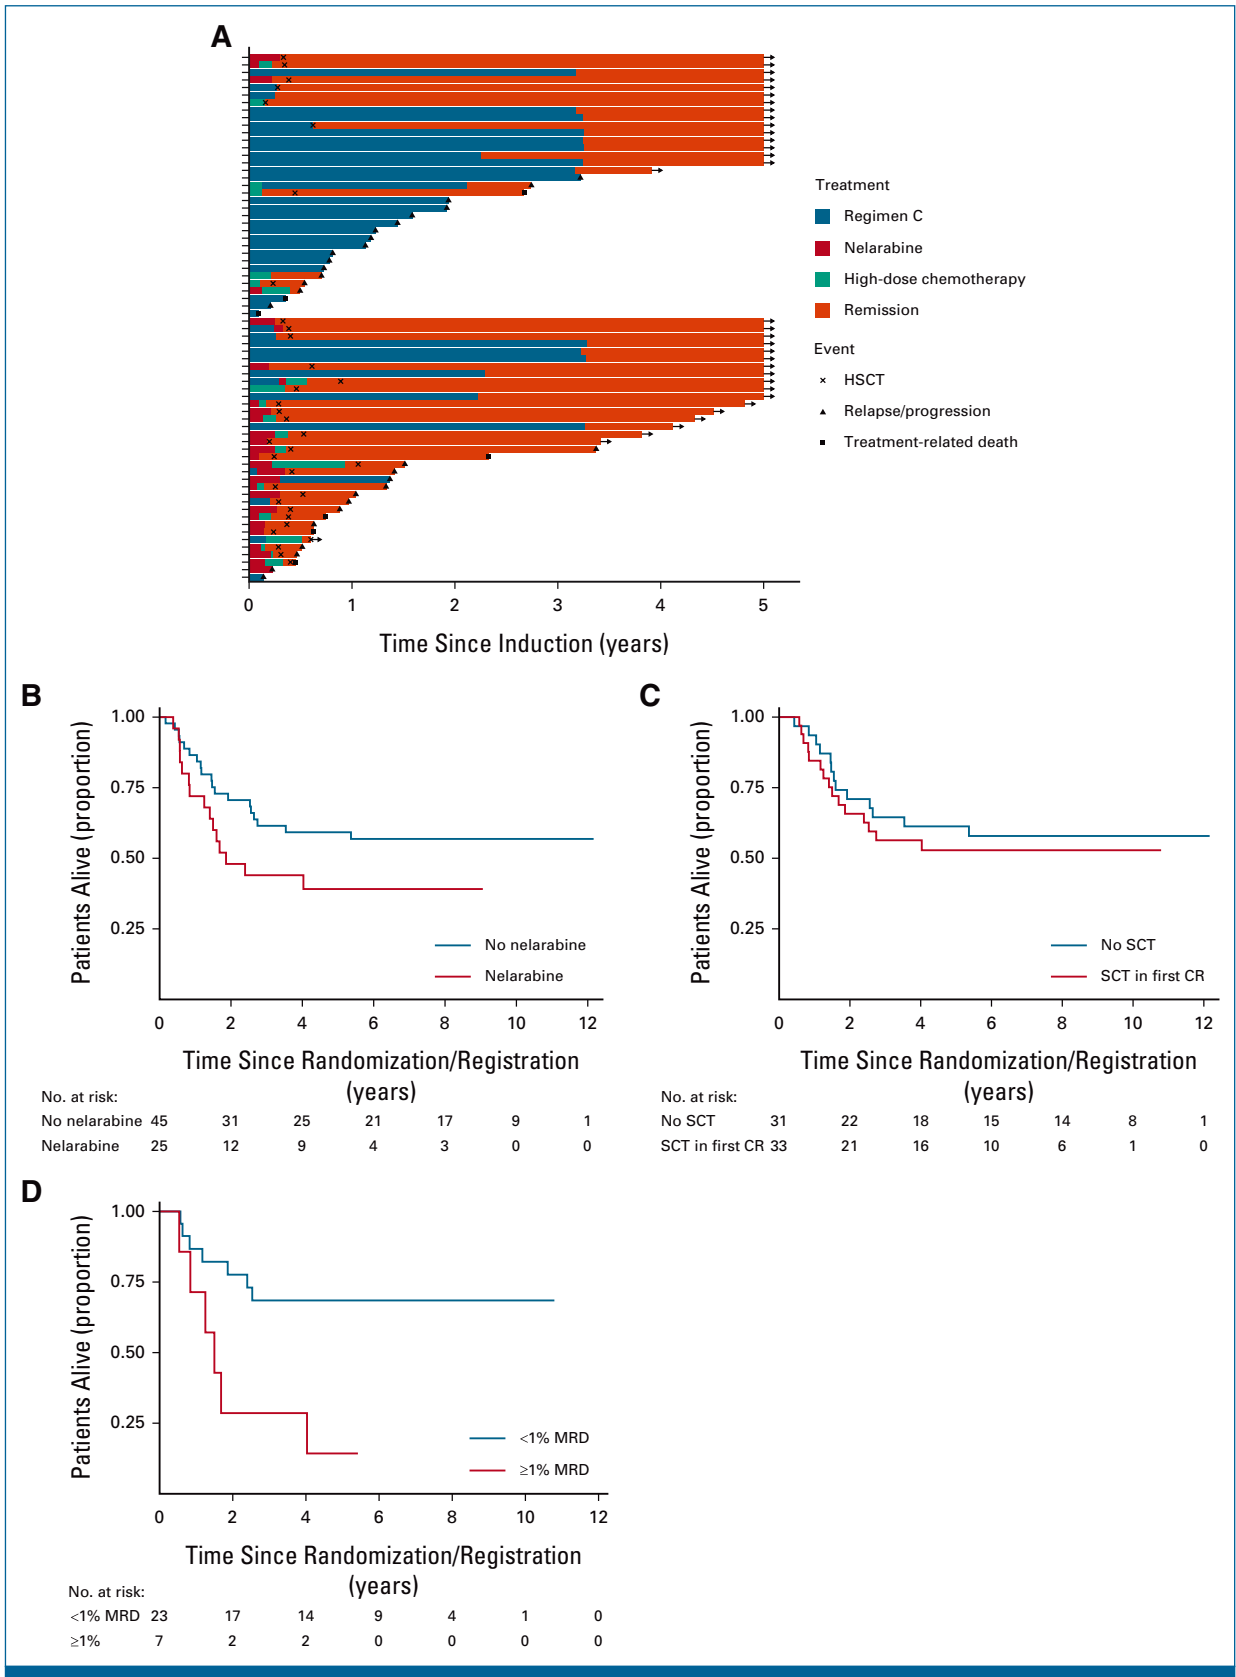 A
Treatment
Regimen C
Nelarabine
High-dose chemotherapy
Remission
Event
HSCT
Relapse/progression
Treatment-related death
0 1 2 3 4 5
Time Since Induction (years)
B
Patients Alive (proportion)
1.00
0.75
0.50
0.25
No nelarabine
Nelarabine
0 2 4 6 8 10 12
Time Since Randomization/Registration
(years)
No. at risk:
No nelarabine 45 31 25 21 17 9 1
Nelarabine 25 12 9 4 3 0 0
C
Patients Alive (proportion)
1.00
0.75
0.50
0.25
No SCT
SCT in first CR
0 2 4 6 8 10 12
Time Since Randomization/Registration
(years)
No. at risk:
No SCT 31 22 18 15 14 8 1
SCT in first CR 33 21 16 10 6 1 0
D
Patients Alive (proportion)
1.00
0.75
0.50
0.25
<1% MRD
≥1% MRD
0 2 4 6 8 10 12
Time Since Randomization/Registration
(years)
No. at risk:
<1% MRD 23 17 14 9 4 1 0
≥1% 7 2 2 0 0 0 0